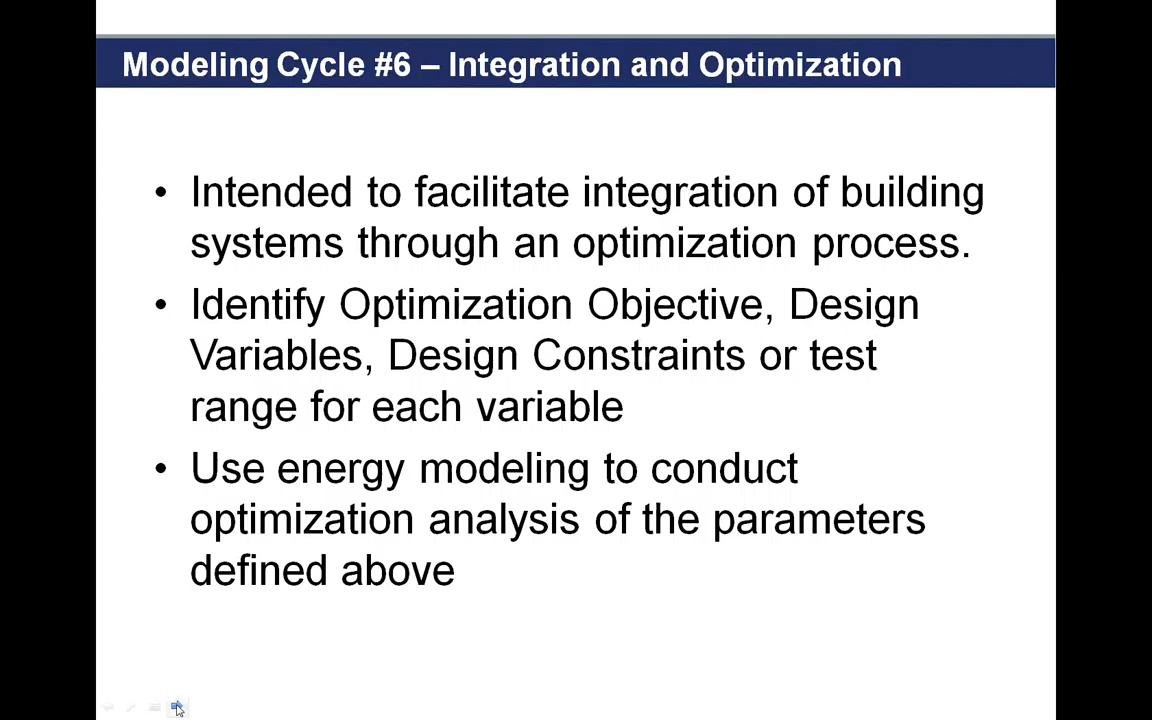 Modeling Cycle #6 – Integration and Optimization
• Intended to facilitate integration of building
systems through an optimization process.
• Identify Optimization Objective, Design
Variables, Design Constraints or test
range for each variable
• Use energy modeling to conduct
optimization analysis of the parameters
defined above